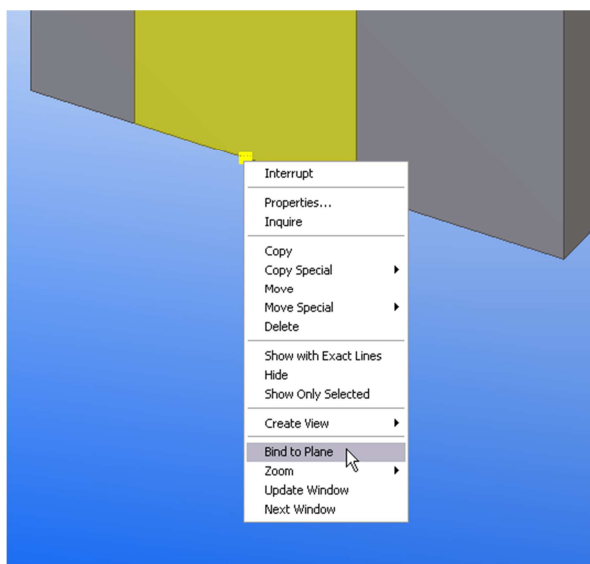 Interrupt
Properties...
Inquire
Copy
Copy Special
Move
Move Special
Delete
Show with Exact Lines
Hide
Show Only Selected
Create View
Bind to Plane
Zoom
Update Window
Next Window